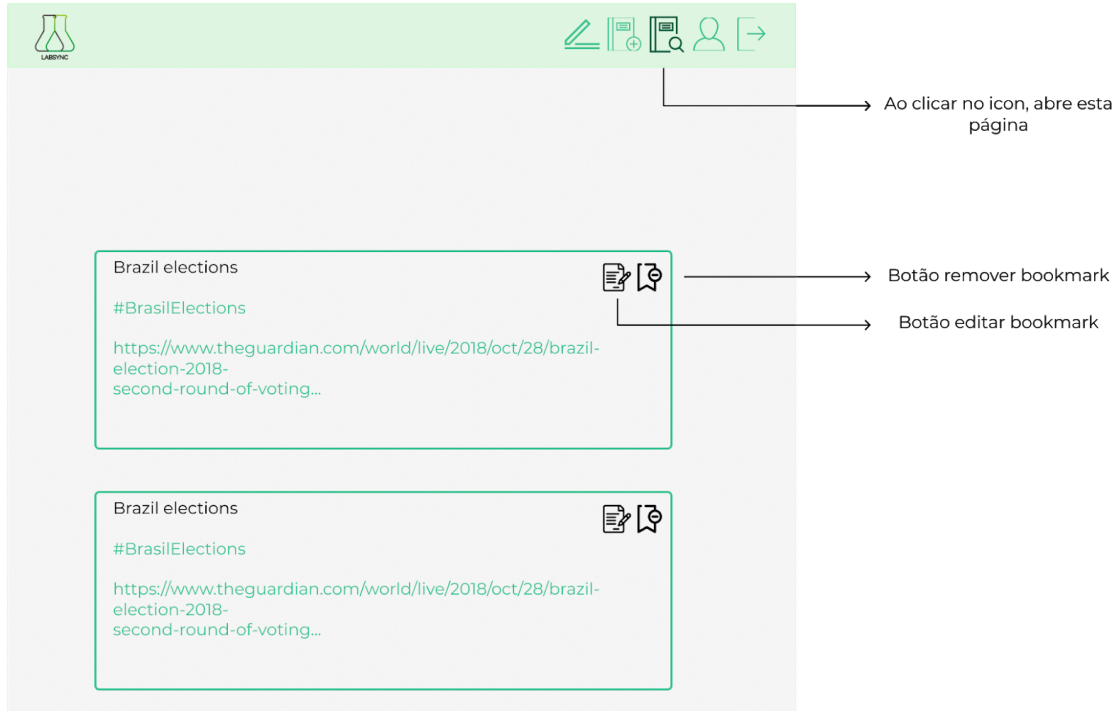 LABSYNC
Ao clicar no icon, abre esta
página
Brazil elections
#BrasilElections
https://www.theguardian.com/world/live/2018/oct/28/brazil-
election-2018-
second-round-of-voting...
Botão remover bookmark
Botão editar bookmark
Brazil elections
#BrasilElections
https://www.theguardian.com/world/live/2018/oct/28/brazil-
election-2018-
second-round-of-voting...